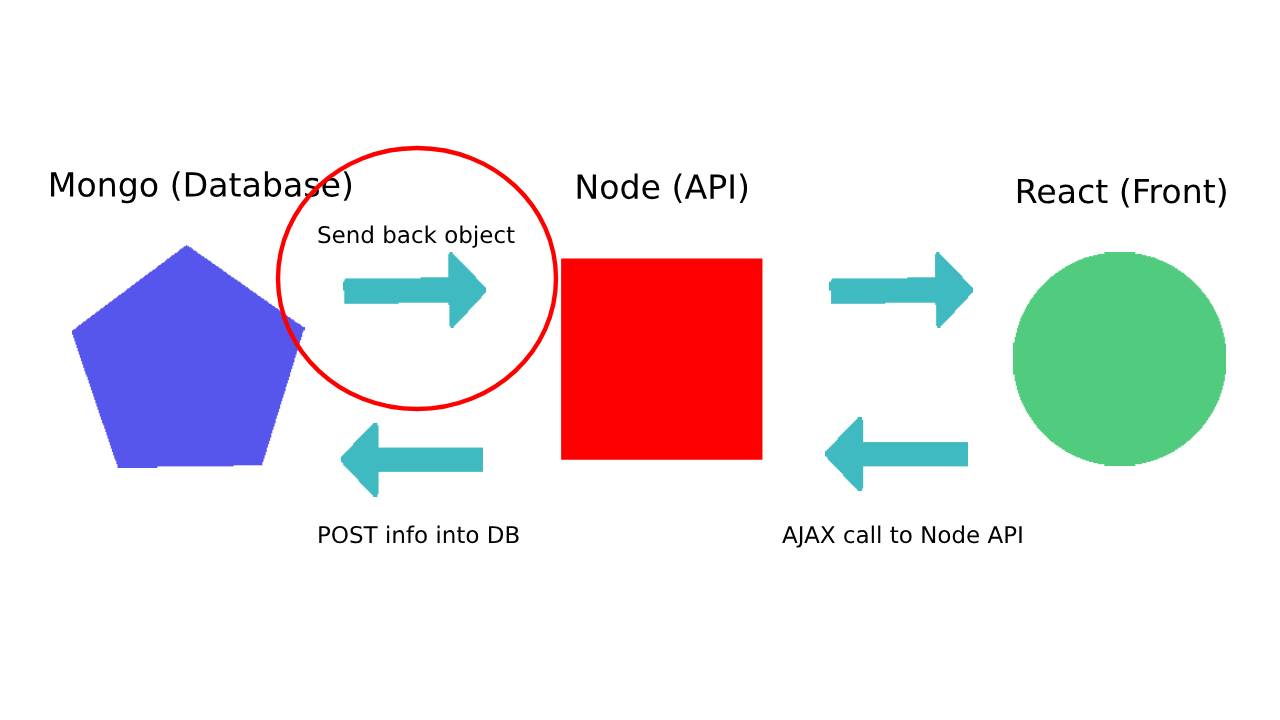 Mongo (Database)
Node (API)
React (Front)
Send back object
POST info into DB
AJAX call to Node API